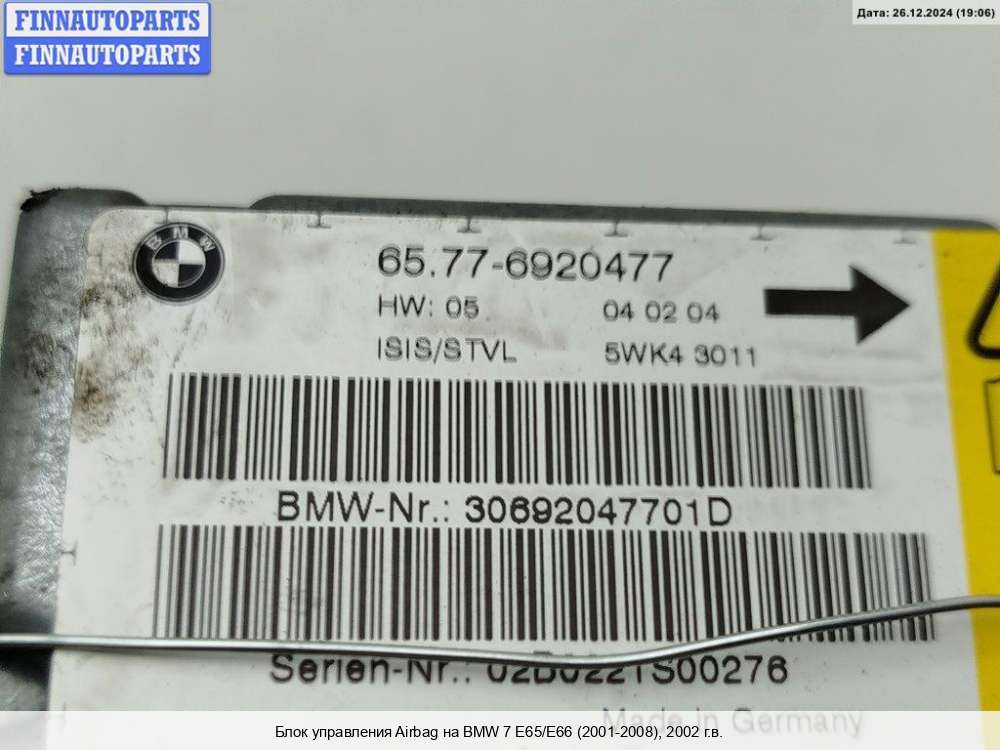 FINNAUTOPARTS
FINNAUTOPARTS
Дата: 26.12.2024 (19:06)
BMW
65.77-6920477
HW: 05 04 02 04
ISIS/STVL 5WK4 3011
BMW-Nr.: 30692047701D
Serien-Nr.: 02B0221S00276
Made in Germany
Блок управления Airbag на BMW 7 E65/E66 (2001-2008), 2002 г.в.